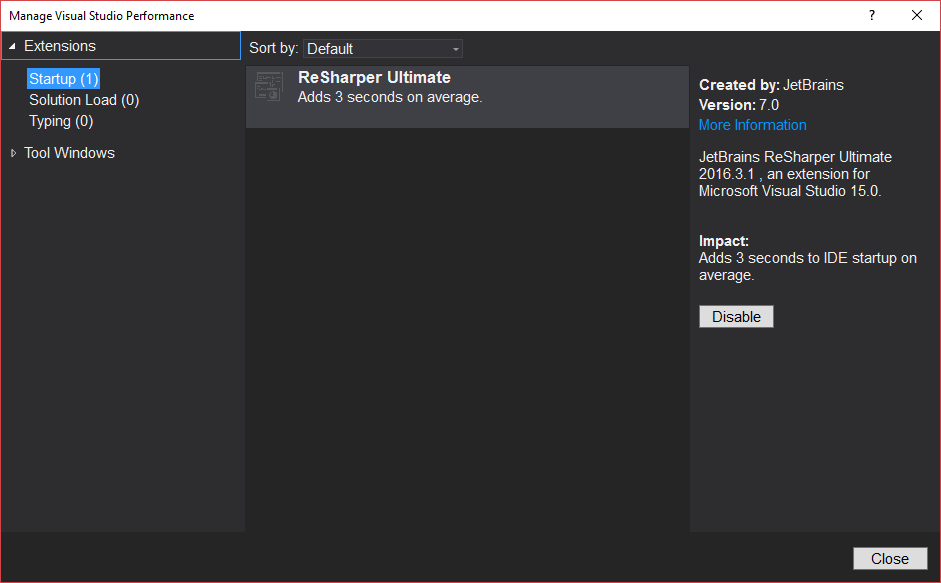 Manage Visual Studio Performance
?
Extensions
Startup (1)
Solution Load (0)
Typing (0)
Tool Windows
Sort by: Default
ReSharper Ultimate
Adds 3 seconds on average.
Created by: JetBrains
Version: 7.0
More Information
JetBrains ReSharper Ultimate
2016.3.1 , an extension for
Microsoft Visual Studio 15.0.
Impact:
Adds 3 seconds to IDE startup on
average.
Disable
Close